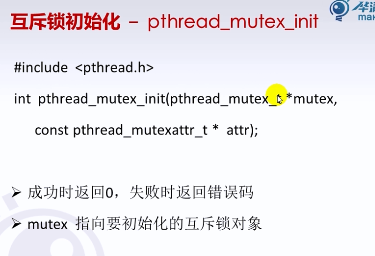 互斥锁初始化 – pthread_mutex_init
#include <pthread.h>
int pthread_mutex_init(pthread_mutex_t *mutex,
const pthread_mutexattr_t * attr);
➢ 成功时返回0，失败时返回错误码
➢ mutex 指向要初始化的互斥锁对象